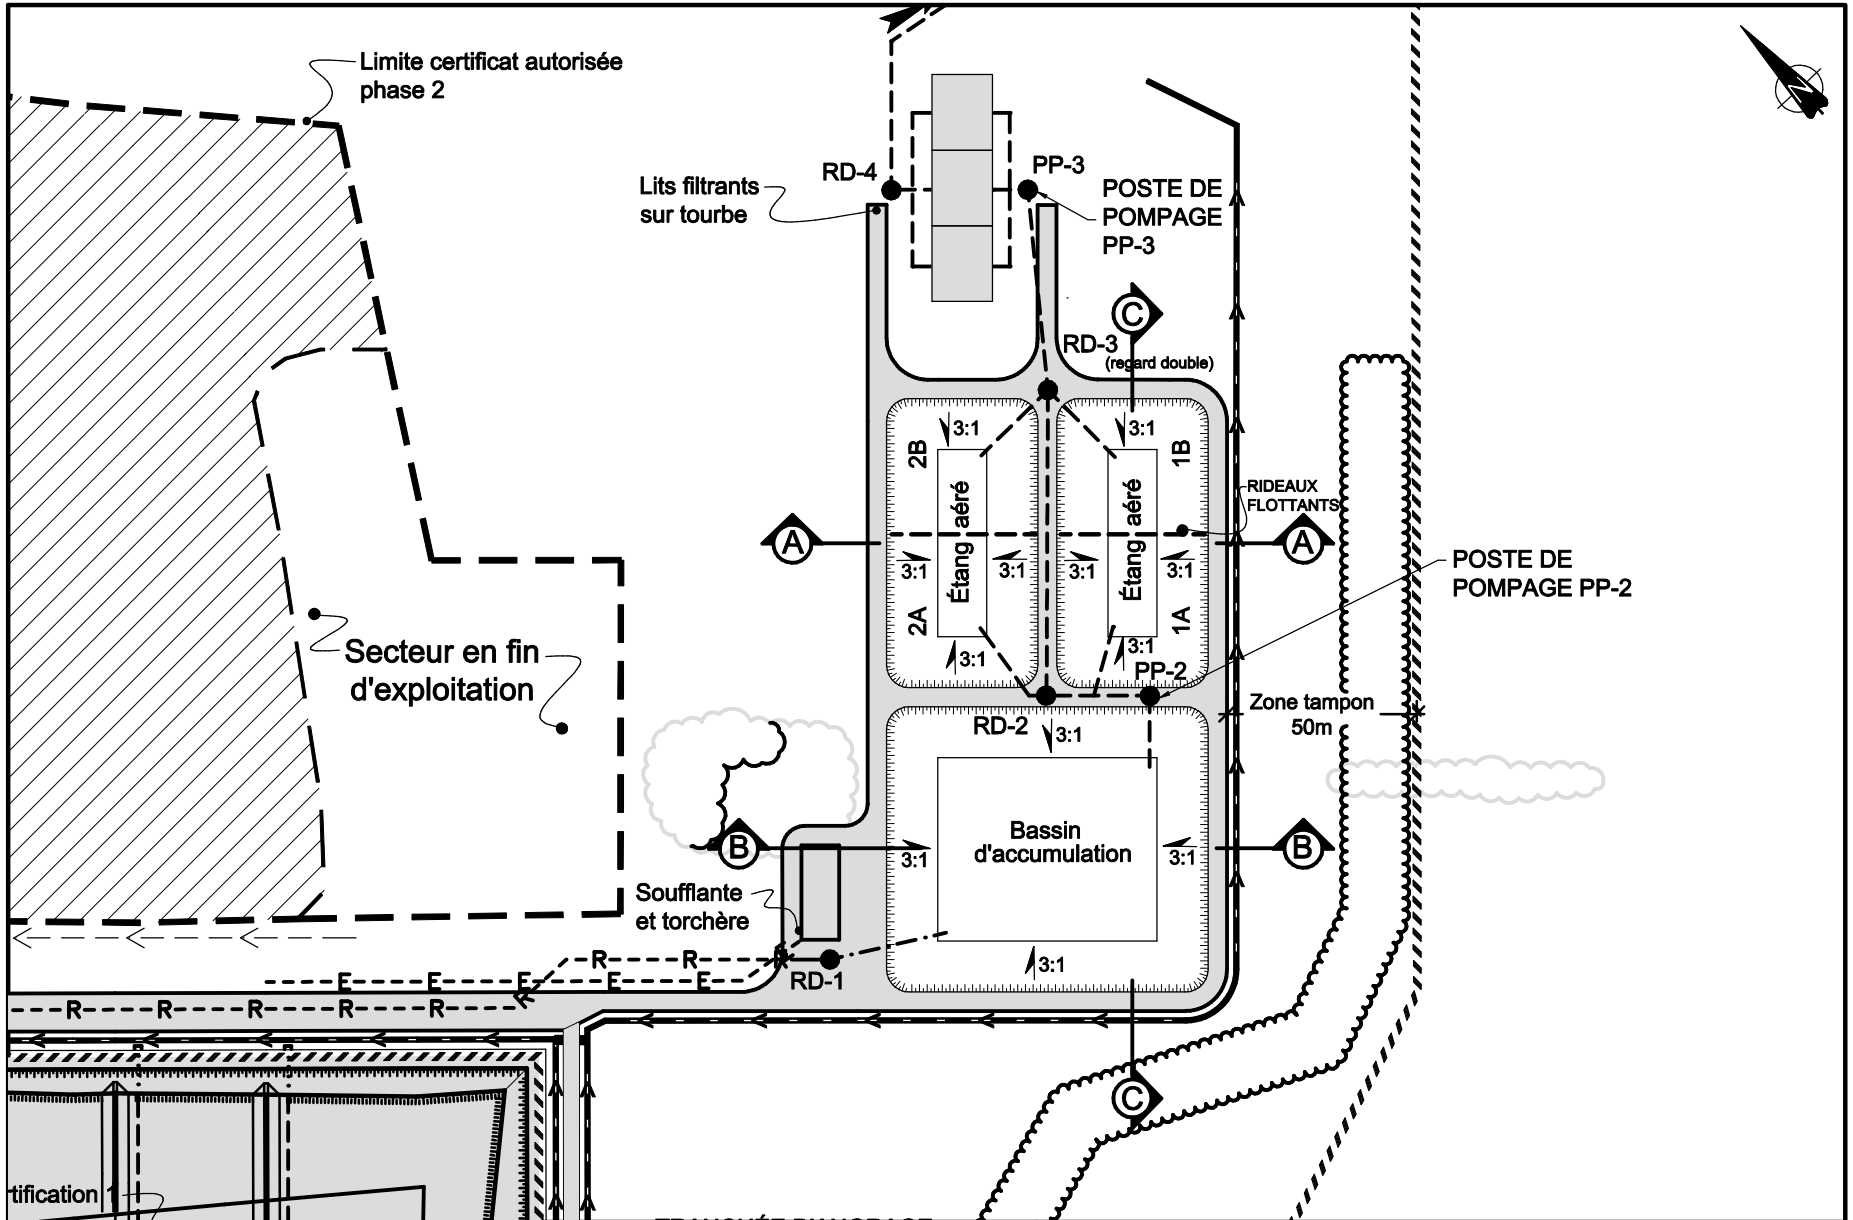 Limite certificat autorisée
phase 2
N
RD-4
PP-3
Lits filtrants
sur tourbe
POSTE DE
POMPAGE
PP-3
C
RD-3
(regard double)
3:1
3:1
2B
1B
Étang aéré
Étang aéré
RIDEAUX
FLOTTANTS
A
A
3:1
3:1
3:1
3:1
POSTE DE
POMPAGE PP-2
2A
1A
3:1
3:1
Secteur en fin
d'exploitation
PP-2
RD-2
3:1
Zone tampon
50m
Bassin
d'accumulation
B
B
3:1
3:1
Soufflante
et torchère
3:1
RD-1
R R R
E E E E E
R R R R R
C
tification 1